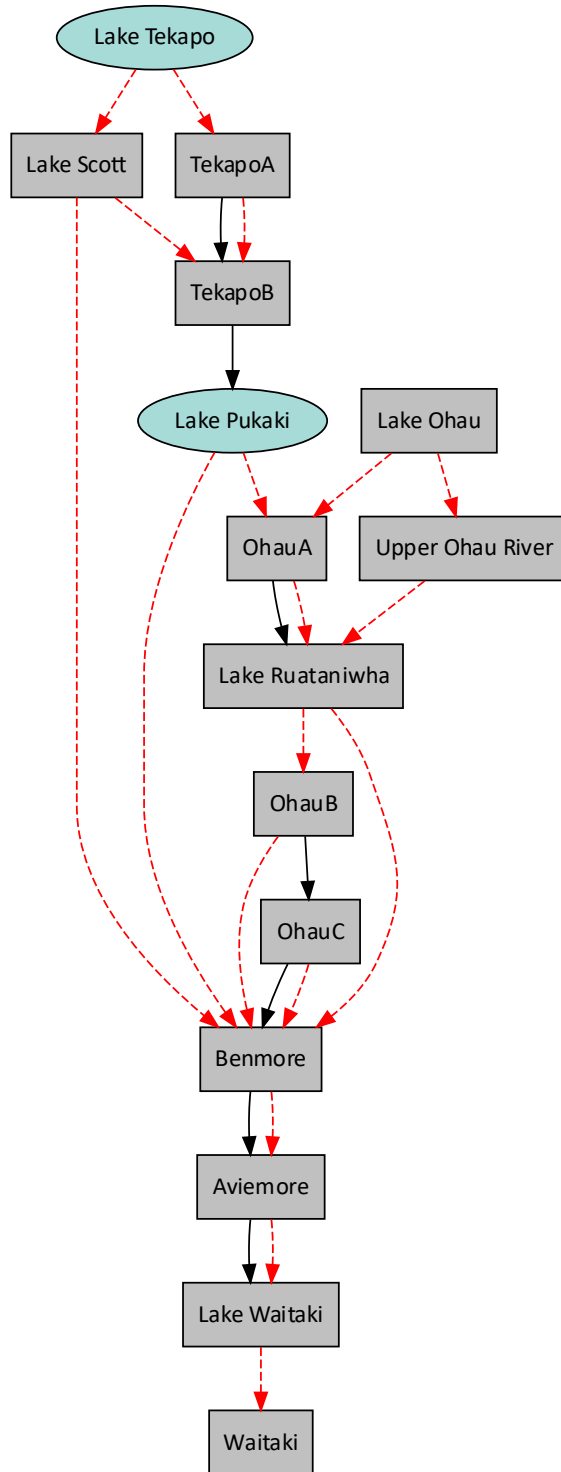 Lake Tekapo
Lake Scott
TekapoA
TekapoB
Lake Pukaki
Lake Ohau
OhauA
Upper Ohau River
Lake Ruataniwha
OhauB
OhauC
Benmore
Aviemore
Lake Waitaki
Waitaki